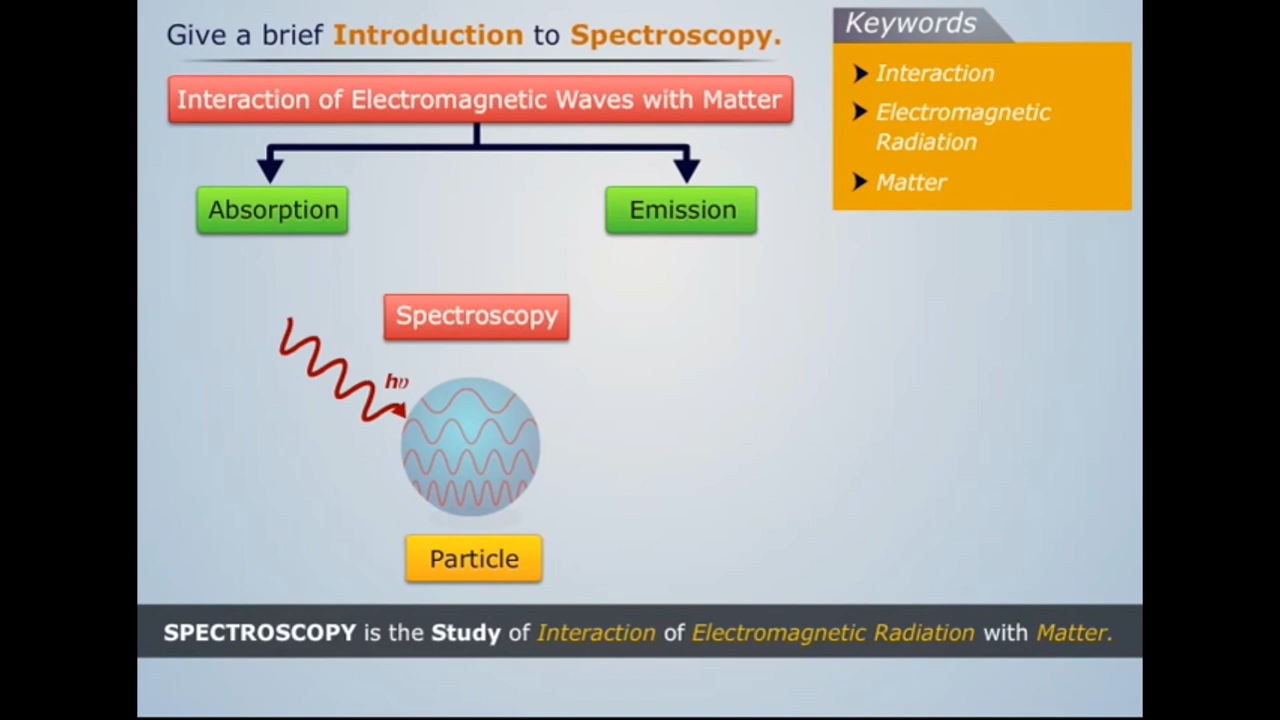 Give a brief Introduction to Spectroscopy.
Keywords
Interaction
Electromagnetic
Radiation
Matter
Interaction of Electromagnetic Waves with Matter
Absorption
Emission
Spectroscopy
hυ
Particle
SPECTROSCOPY is the Study of Interaction of Electromagnetic Radiation with Matter.